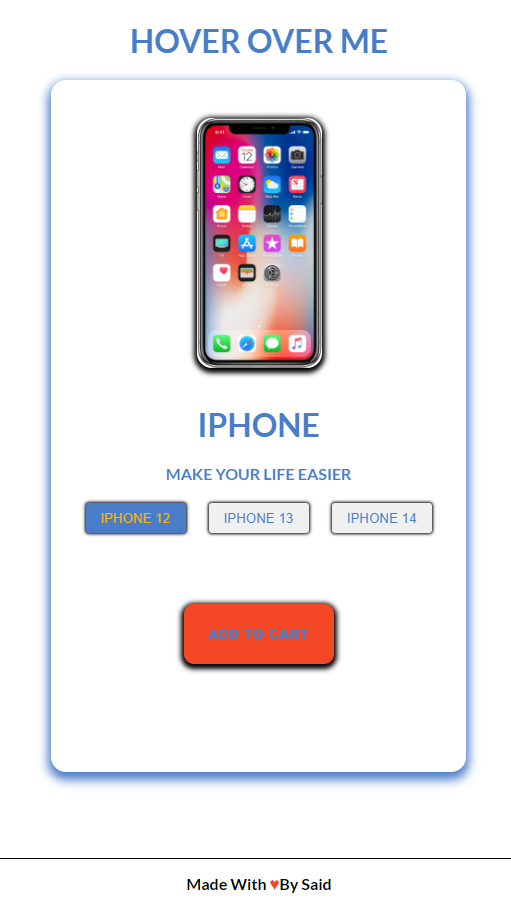 HOVER OVER ME
IPHONE
MAKE YOUR LIFE EASIER
IPHONE 12 IPHONE 13 IPHONE 14
ADD TO CART
Made With ♥By Said